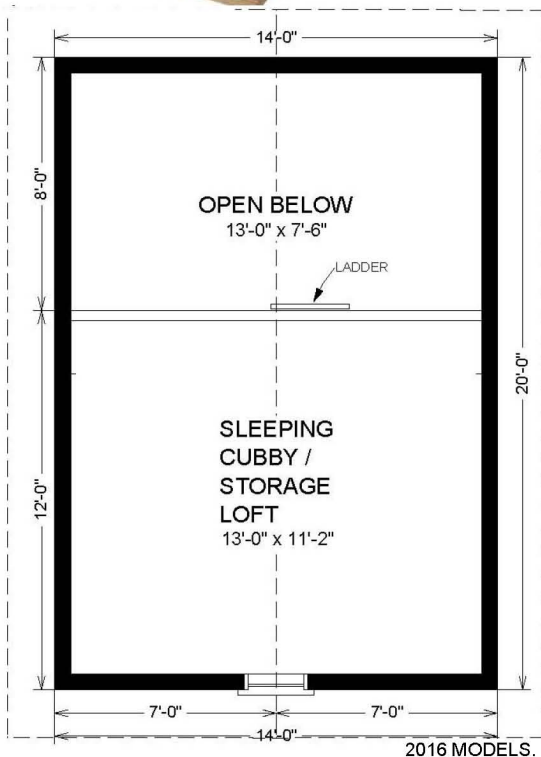 14'-0"
8'-0"
OPEN BELOW
13'-0" x 7'-6"
LADDER
20'-0"
12'-0"
SLEEPING
CUBBY /
STORAGE
LOFT
13'-0" x 11'-2"
7'-0" 7'-0"
14'-0"
2016 MODELS.